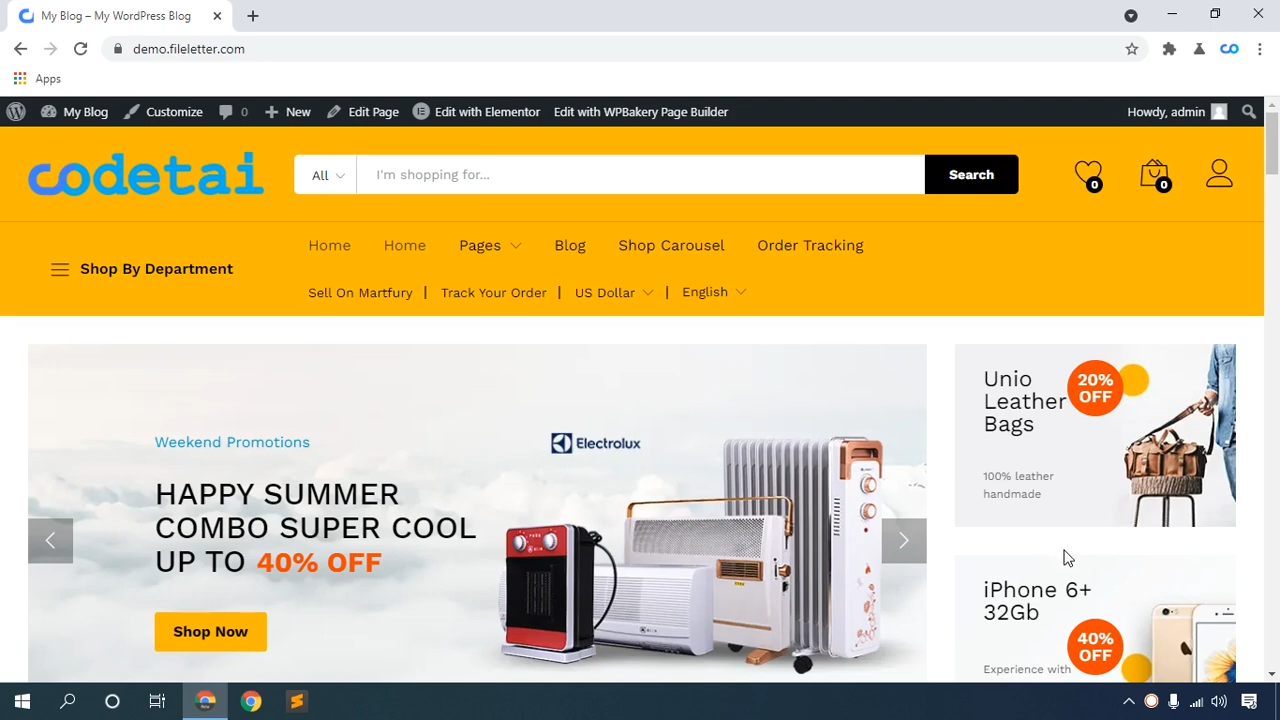 My Blog – My WordPress Blog
demo.fileletter.com
Apps
My Blog Customize 0 New Edit Page Edit with Elementor Edit with WPBakery Page Builder Howdy, admin
codetai
All I'm shopping for... Search 0 0
Shop By Department
Home Home Pages Blog Shop Carousel Order Tracking
Sell On Martfury | Track Your Order | US Dollar | English
Weekend Promotions
Electrolux
HAPPY SUMMER
COMBO SUPER COOL
UP TO 40% OFF
Shop Now
Unio
Leather
Bags
20%
OFF
100% leather
handmade
iPhone 6+
32Gb
40%
OFF
Experience with